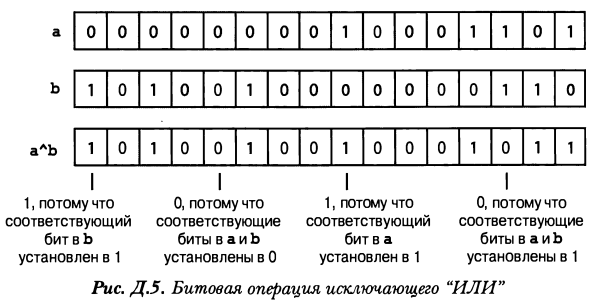 a 0 0 0 0 0 0 0 0 1 0 0 0 1 1 0 1
b 1 0 1 0 0 1 0 0 0 0 0 0 0 1 1 0
a^b 1 0 1 0 0 1 0 0 1 0 0 0 1 0 1 1
1, потому что
соответствующий
бит в b
установлен в 1
0, потому что
соответствующие
биты в a и b
установлены в 0
1, потому что
соответствующий
бит в a
установлен в 1
0, потому что
соответствующие
биты в a и b
установлены в 1
Рис. Д.5. Битовая операция исключающего “ИЛИ”